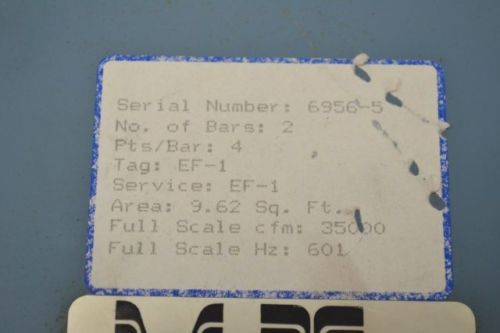 Serial Number: 6956-5
No. of Bars: 2
Pts/Bar: 4
Tag: EF-1
Service: EF-1
Area: 9.62 Sq. Ft.
Full Scale cfm: 35000
Full Scale Hz: 601